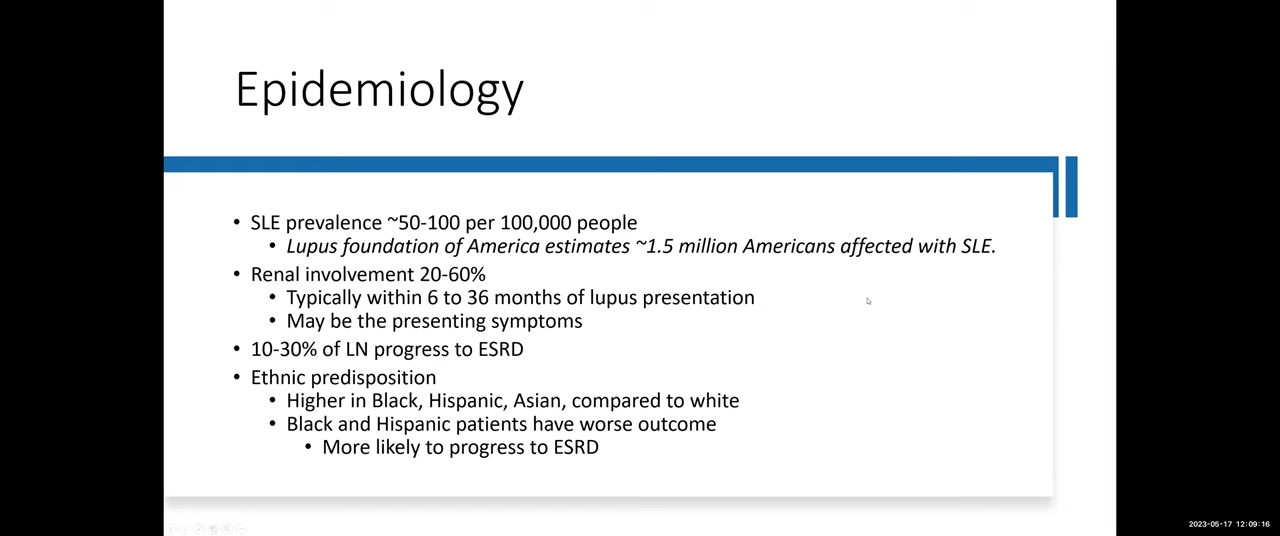 Epidemiology
• SLE prevalence ~50-100 per 100,000 people
• Lupus foundation of America estimates ~1.5 million Americans affected with SLE.
• Renal involvement 20-60%
• Typically within 6 to 36 months of lupus presentation
• May be the presenting symptoms
• 10-30% of LN progress to ESRD
• Ethnic predisposition
• Higher in Black, Hispanic, Asian, compared to white
• Black and Hispanic patients have worse outcome
• More likely to progress to ESRD
2023-05-17 12:09:16